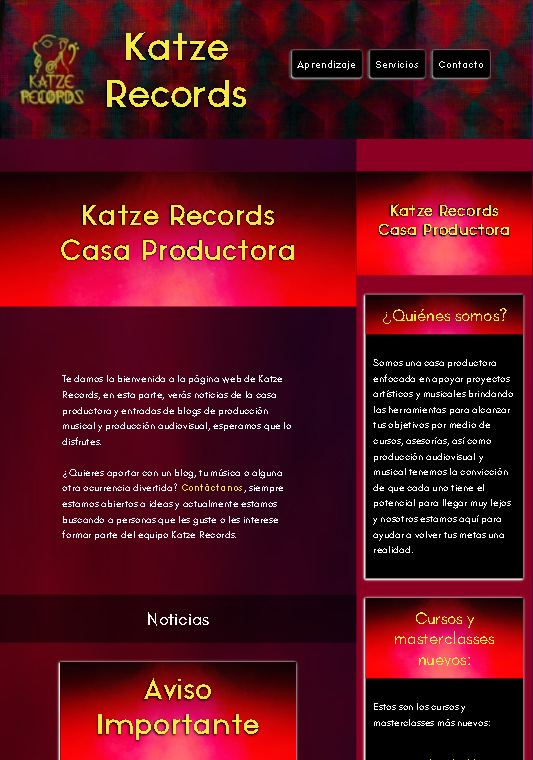 KATZE
RECORDS
Katze
Records
Aprendizaje
Servicios
Contacto
Katze Records
Casa Productora
Te damos la bienvenida a la página web de Katze
Records, en esta parte, verás noticias de la casa
productora y entradas de blogs de producción
musical y producción audiovisual, esperamos que lo
disfrutes.
¿Quieres aportar con un blog, tu música o alguna
otra ocurrencia divertida? Contáctanos, siempre
estamos abiertos a ideas y actualmente estamos
buscando a personas que les guste o les interese
formar parte del equipo Katze Records.
Noticias
Aviso
Importante
Katze Records
Casa Productora
¿Quiénes somos?
Somos una casa productora
enfocada en apoyar proyectos
artísticos y musicales brindando
las herramientas para alcanzar
tus objetivos por medio de
cursos, asesorías, así como
producción audiovisual y
musical tenemos la convicción
de que cada uno tiene el
potencial para llegar muy lejos
y nosotros estamos aquí para
ayudar a volver tus metas una
realidad.
Cursos y
masterclasses
nuevos:
Estos son los cursos y
masterclasses más nuevos: